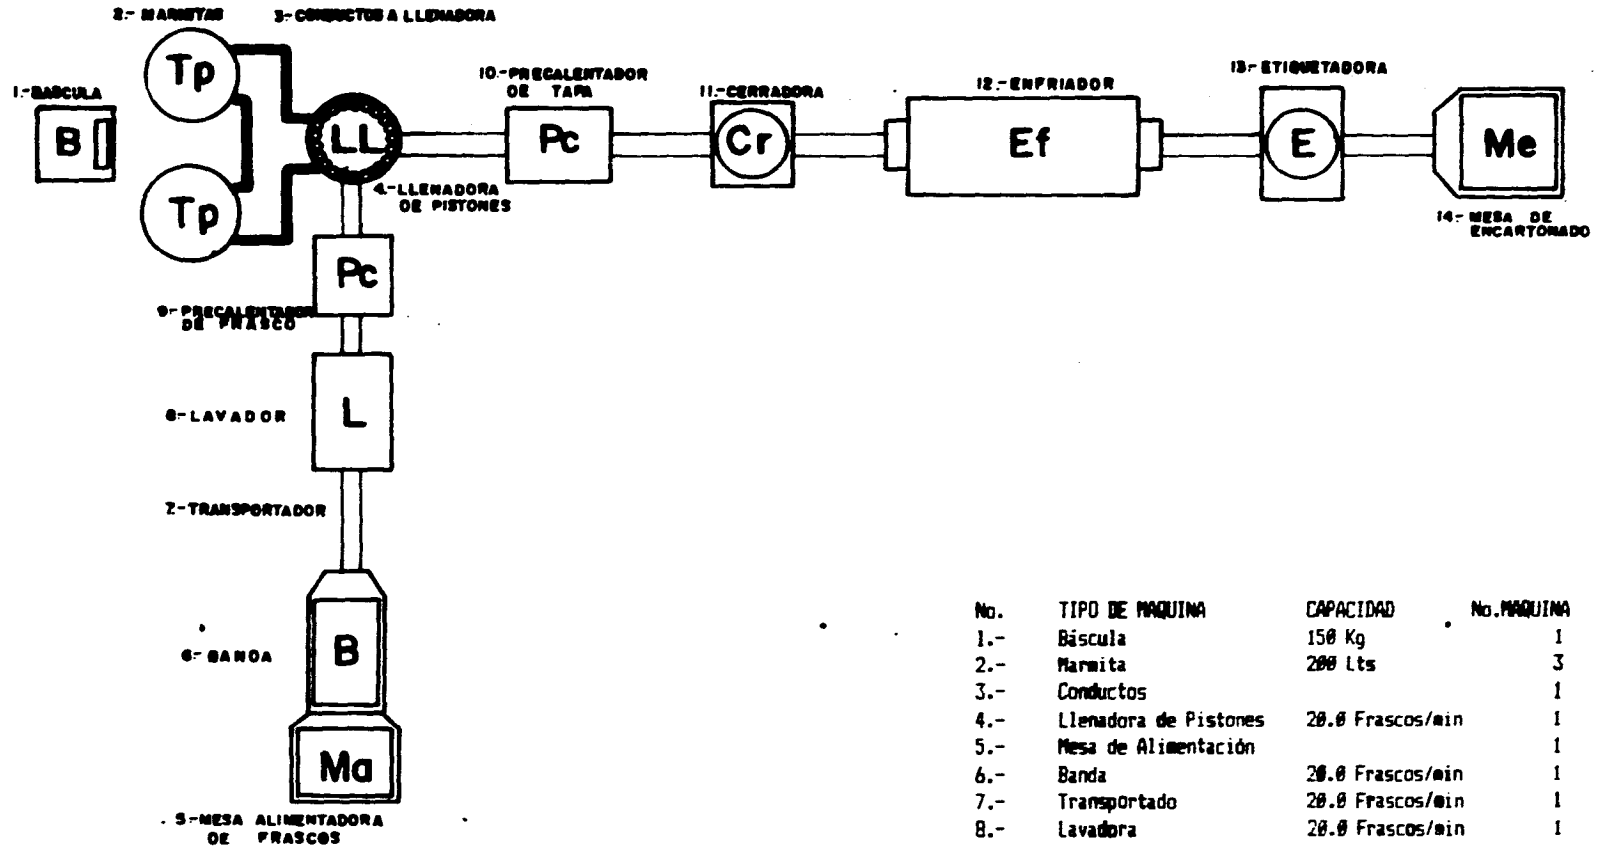 2.- MARMITAS
3.- CONDUCTOS A LLENADORA
1.- BASCULA
B
Tp
Tp
LL
4.- LLENADORA
DE PISTONES
10.- PRECALENTADOR
DE TAPA
Pc
11.- CERRADORA
Cr
12.- ENFRIADOR
Ef
13.- ETIQUETADORA
E
Me
14.- MESA DE
ENCARTONADO
Pc
9.- PRECALENTADOR
DE FRASCO
8.- LAVADOR
L
7.- TRANSPORTADOR
6.- BANDA
B
Ma
5.- MESA ALIMENTADORA
DE FRASCOS
No. TIPO DE MAQUINA CAPACIDAD No.MAQUINA
1.- Báscula 150 Kg 1
2.- Marmita 200 Lts 3
3.- Conductos 1
4.- Llenadora de Pistones 20.0 Frascos/min 1
5.- Mesa de Alimentación 1
6.- Banda 20.0 Frascos/min 1
7.- Transportado 20.0 Frascos/min 1
8.- Lavadora 20.0 Frascos/min 1